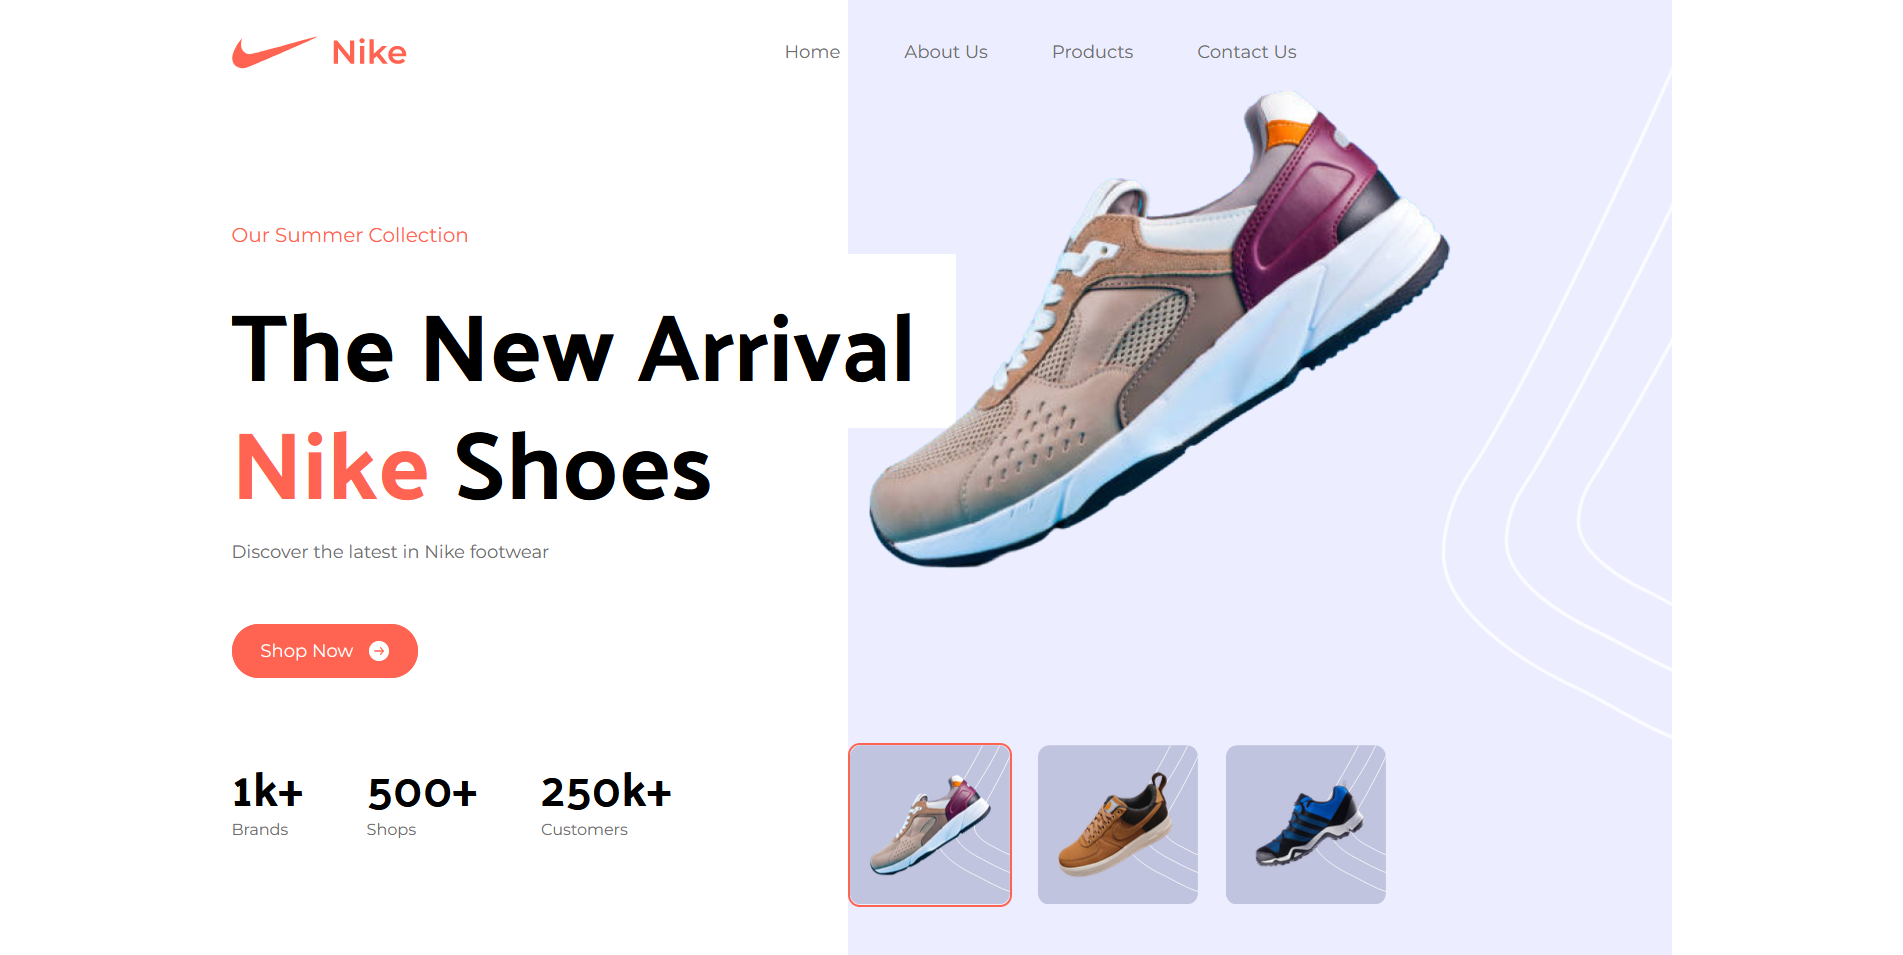 Nike
Home About Us Products Contact Us
Our Summer Collection
The New Arrival
Nike Shoes
Discover the latest in Nike footwear
Shop Now
1k+ 500+ 250k+
Brands Shops Customers